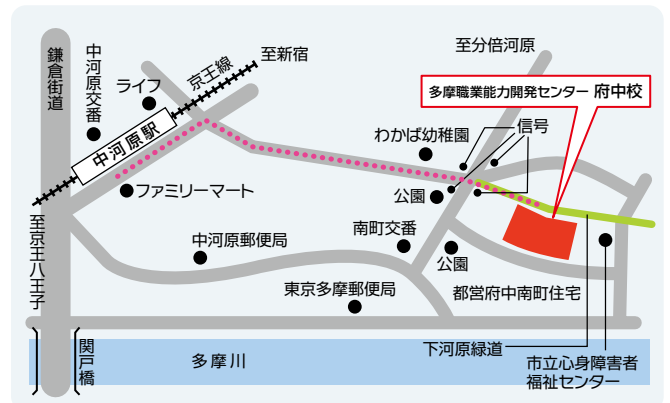 鎌倉街道
中河原交番
ライフ
京王線
至新宿
至分倍河原
多摩職業能力開発センター 府中校
中河原駅
わかば幼稚園
信号
ファミリーマート
公園
至京王八王子
中河原郵便局
南町交番
公園
東京多摩郵便局
都営府中南町住宅
関戸橋
多摩川
下河原緑道
市立心身障害者
福祉センター